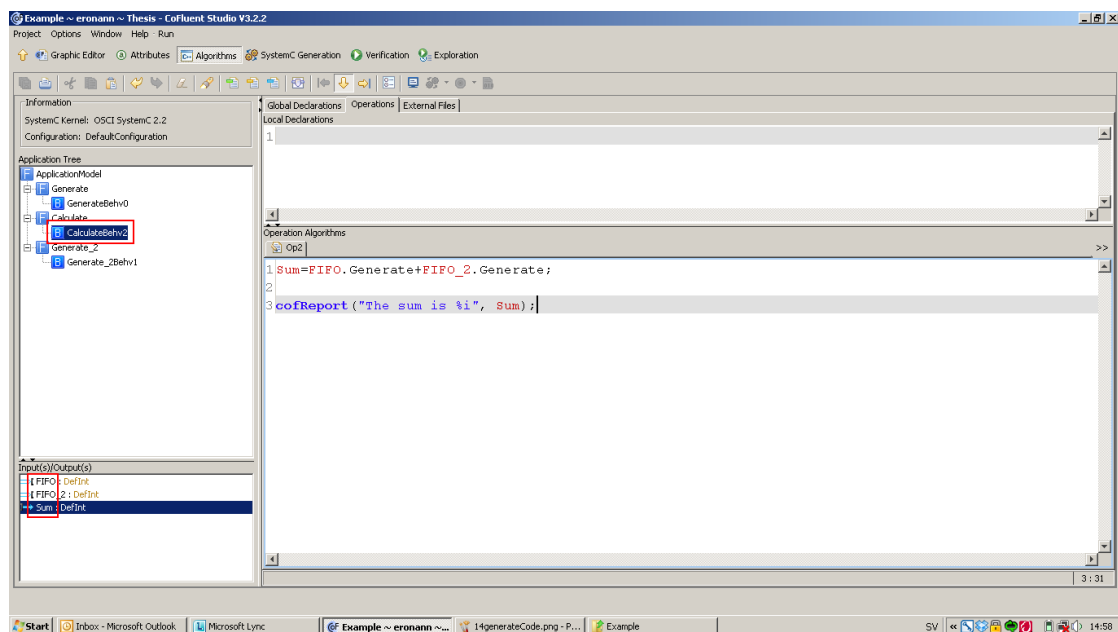 Example ~ eronann ~ Thesis - CoFluent Studio V3.2.2
Project Options Window Help Run
Graphic Editor Attributes Algorithms SystemC Generation Verification Exploration
Information
SystemC Kernel: OSCI SystemC 2.2
Configuration: DefaultConfiguration
Application Tree
ApplicationModel
Generate
GenerateBehv0
Calculate
CalculateBehv2
Generate_2
Generate_2Behv1
Input(s)/Output(s)
FIFO : DefInt
FIFO_2 : DefInt
Sum : DefInt
Global Declarations Operations External Files
Local Declarations
1
Operation Algorithms
Op2 >>
1 Sum=FIFO.Generate+FIFO_2.Generate;
2
3 cofReport("The sum is %i", Sum);
3 : 31
Start Inbox - Microsoft Outlook Microsoft Lync Example ~ eronann ~... 14generateCode.png - P... Example SV « 14:58